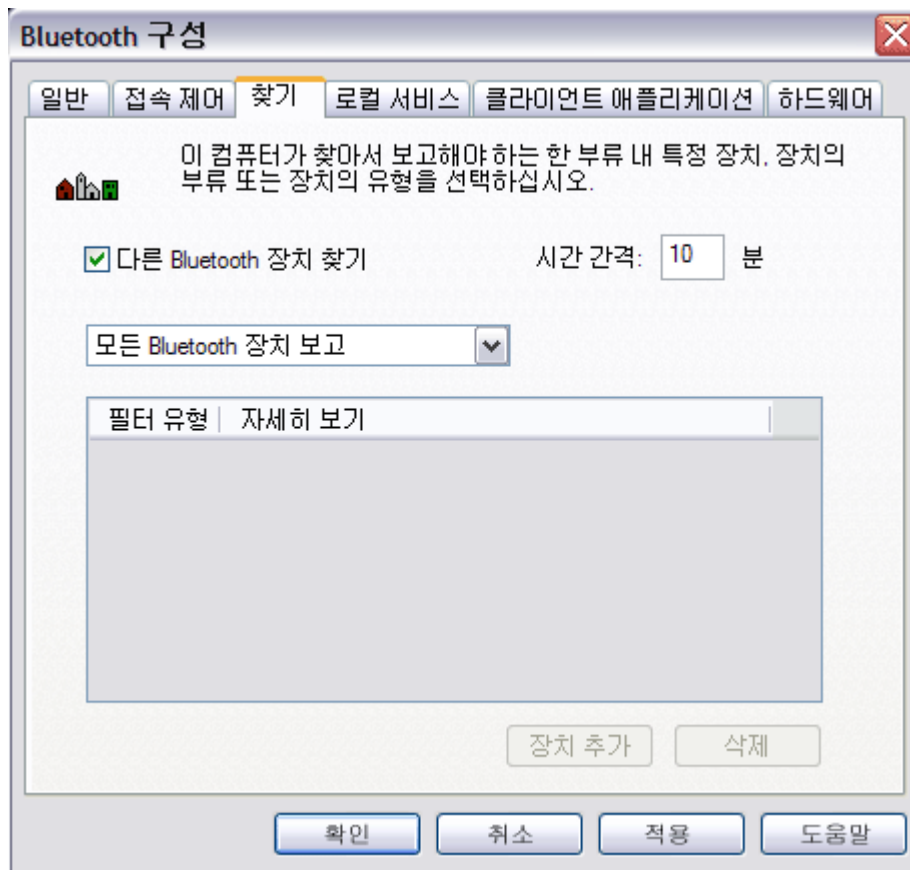 Bluetooth 구성
일반 접속 제어 찾기 로컬 서비스 클라이언트 애플리케이션 하드웨어
이 컴퓨터가 찾아서 보고해야 하는 한 부류 내 특정 장치, 장치의
부류 또는 장치의 유형을 선택하십시오.
다른 Bluetooth 장치 찾기 시간 간격: 10 분
모든 Bluetooth 장치 보고
필터 유형 자세히 보기
장치 추가 삭제
확인 취소 적용 도움말